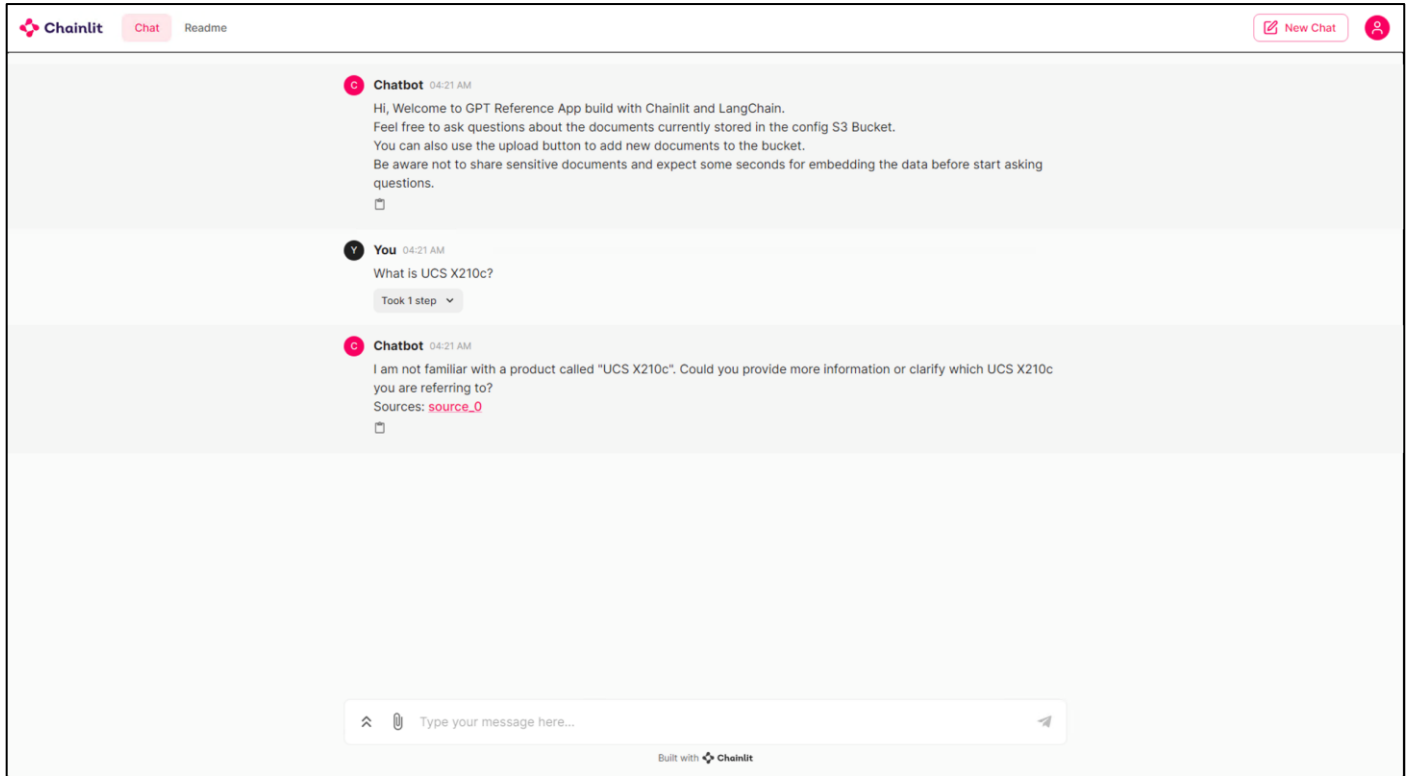 Chainlit Chat Readme New Chat
C Chatbot 04:21 AM
Hi, Welcome to GPT Reference App build with Chainlit and LangChain.
Feel free to ask questions about the documents currently stored in the config S3 Bucket.
You can also use the upload button to add new documents to the bucket.
Be aware not to share sensitive documents and expect some seconds for embedding the data before start asking
questions.
Y You 04:21 AM
What is UCS X210c?
Took 1 step
C Chatbot 04:21 AM
I am not familiar with a product called "UCS X210c". Could you provide more information or clarify which UCS X210c
you are referring to?
Sources: source_0
Type your message here...
Built with Chainlit